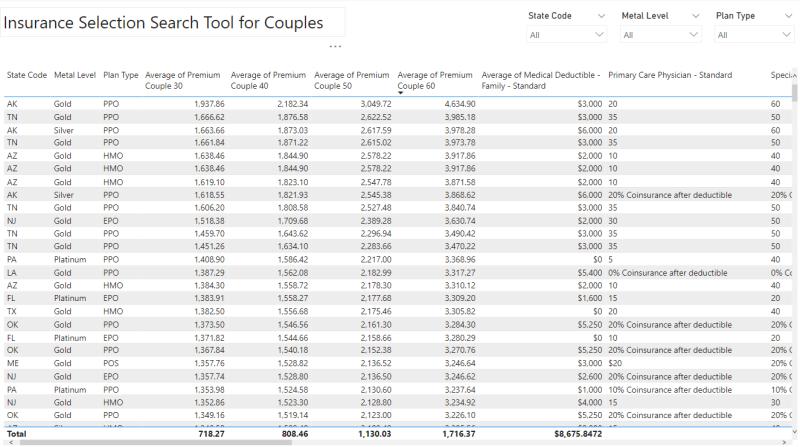 Insurance Selection Search Tool for Couples
State Code Metal Level Plan Type
All All All
State Code Metal Level Plan Type Average of Premium Couple 30 Average of Premium Couple 40 Average of Premium Couple 50 Average of Premium Couple 60 Average of Medical Deductible - Family - Standard Primary Care Physician - Standard Speci
AK Gold PPO 1,937.86 2,182.34 3,049.72 4,634.90 $3,000 20 60
TN Gold PPO 1,666.62 1,876.58 2,622.52 3,985.18 $3,000 35 50
AK Silver PPO 1,663.66 1,873.03 2,617.59 3,978.28 $6,000 20 60
TN Gold PPO 1,661.84 1,871.22 2,615.02 3,973.78 $3,000 35 50
AZ Gold HMO 1,638.46 1,844.90 2,578.22 3,917.86 $2,000 10 40
AZ Gold HMO 1,638.46 1,844.90 2,578.22 3,917.86 $2,000 10 40
AZ Gold HMO 1,619.10 1,823.10 2,547.78 3,871.58 $2,000 10 40
AK Silver PPO 1,618.55 1,821.93 2,545.38 3,868.62 $6,000 20% Coinsurance after deductible 20% C
TN Gold PPO 1,606.20 1,808.58 2,527.48 3,840.74 $3,000 35 50
NJ Gold EPO 1,518.38 1,709.68 2,389.28 3,630.74 $2,000 30 50
TN Gold PPO 1,459.70 1,643.62 2,296.94 3,490.42 $3,000 35 50
TN Gold PPO 1,451.26 1,634.10 2,283.66 3,470.22 $3,000 35 50
PA Platinum PPO 1,408.90 1,586.42 2,217.00 3,368.96 $0 5 40
LA Gold PPO 1,387.29 1,562.08 2,182.99 3,317.27 $5,400 0% Coinsurance after deductible 0% Co
AZ Gold HMO 1,384.30 1,558.72 2,178.30 3,310.12 $2,000 10 40
FL Platinum EPO 1,383.91 1,558.27 2,177.68 3,309.20 $1,600 15 20
TX Gold HMO 1,382.50 1,556.68 2,175.46 3,305.82 $0 20 40
OK Gold PPO 1,373.50 1,546.56 2,161.30 3,284.30 $5,250 20% Coinsurance after deductible 20% C
FL Platinum EPO 1,371.82 1,544.66 2,158.66 3,280.29 $0 10 20
OK Gold PPO 1,367.84 1,540.18 2,152.38 3,270.76 $5,250 20% Coinsurance after deductible 20% C
ME Gold POS 1,357.76 1,528.82 2,136.52 3,246.64 $3,000 $20 20% C
NJ Gold EPO 1,357.74 1,528.80 2,136.50 3,246.62 $2,600 20% Coinsurance after deductible 20% C
PA Platinum PPO 1,353.98 1,524.58 2,130.60 3,237.64 $1,000 10% Coinsurance after deductible 10% C
NJ Gold HMO 1,352.86 1,523.30 2,128.80 3,234.92 $4,000 15 30
OK Gold PPO 1,349.16 1,519.14 2,123.00 3,226.10 $5,250 20% Coinsurance after deductible 20% C
Total 718.27 808.46 1,130.03 1,716.37 $8,675.8472